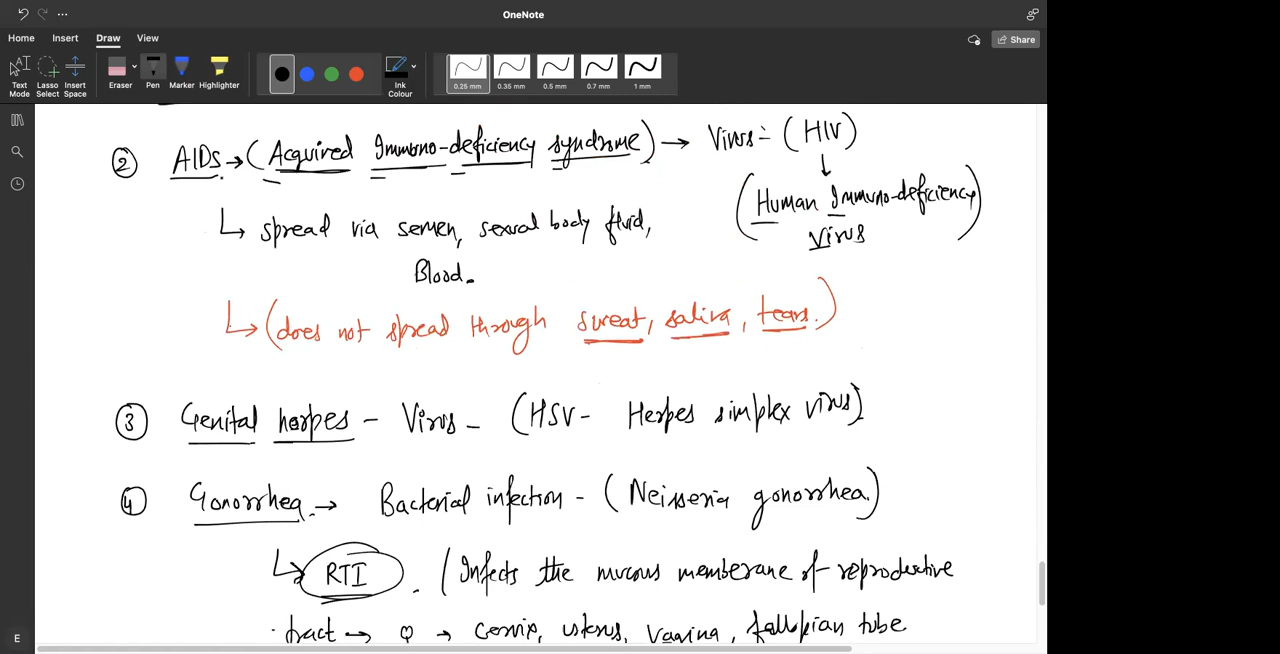 OneNote
Home Insert Draw View
Share
Text Mode Lasso Select Insert Space Eraser Pen Marker Highlighter Ink Colour 0.25 mm 0.35 mm 0.5 mm 0.7 mm 1 mm
② AIDs → (Acquired Immuno-deficiency syndrome) → Virus = (HIV)
↓
(Human Immuno-deficiency Virus)
↳ spread via semen, sexual body fluid,
Blood.
↳ (does not spread through sweat, saliva, tears.)
③ Genital herpes - Virus - (HSV - Herpes simplex virus)
④ Gonorrhea → Bacterial infection - (Neisseria gonorrhea)
↳ RTI. (Infects the mucous memberane of reproductive
tract → ♀ → Cervix, uterus, vagina, fallopian tube
E